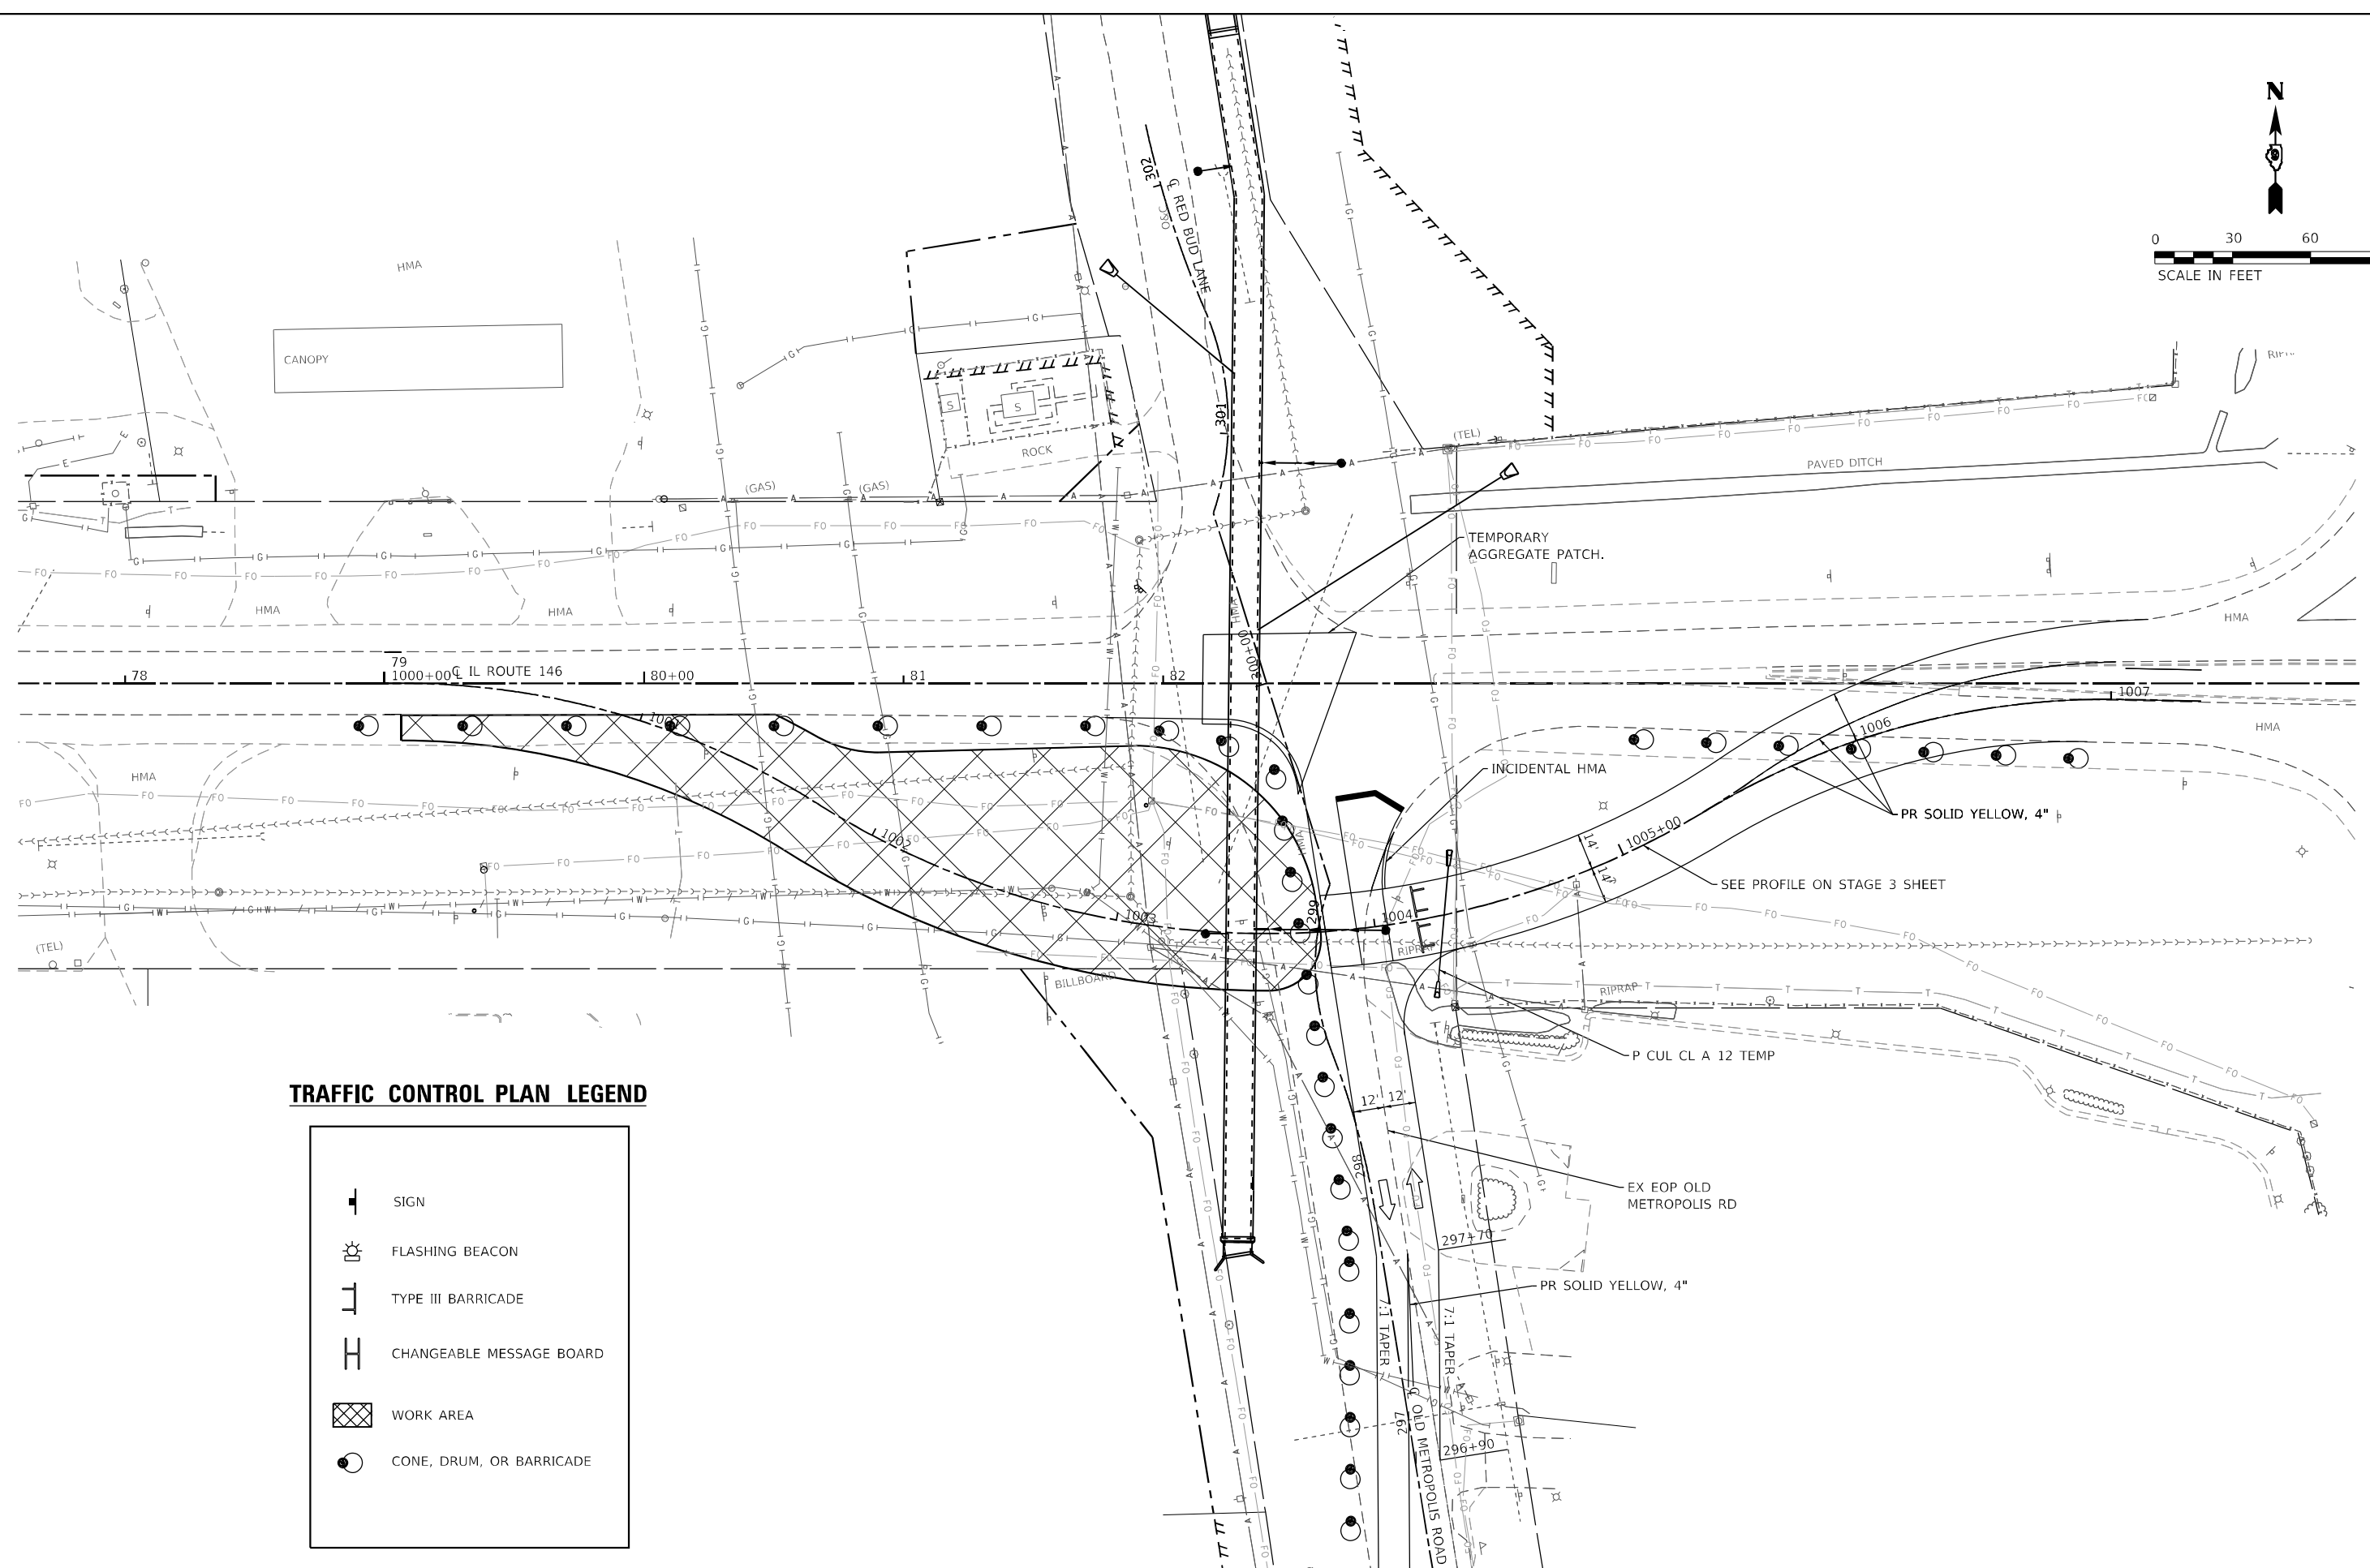 N
0 30 60
SCALE IN FEET
302
℄ RED BUD LANE
O&C
HMA
CANOPY
S
S
ROCK
301
(GAS)
(GAS)
(TEL)
PAVED DITCH
TEMPORARY
AGGREGATE PATCH.
HMA
HMA
HMA
HMA
300+00
78
79
1000+00
℄ IL ROUTE 146
80+00
81
82
1007
1006
HMA
HMA
INCIDENTAL HMA
PR SOLID YELLOW, 4"
1005+00
14'
14'
SEE PROFILE ON STAGE 3 SHEET
1003
299
1004
RIPRAP
(TEL)
BILLBOARD
RIPRAP
P CUL CL A 12 TEMP
TRAFFIC CONTROL PLAN LEGEND
SIGN
FLASHING BEACON
TYPE III BARRICADE
CHANGEABLE MESSAGE BOARD
WORK AREA
CONE, DRUM, OR BARRICADE
12' 12'
298
EX EOP OLD
METROPOLIS RD
297+70
PR SOLID YELLOW, 4"
7:1 TAPER
7:1 TAPER
297
℄ OLD METROPOLIS ROAD
296+90